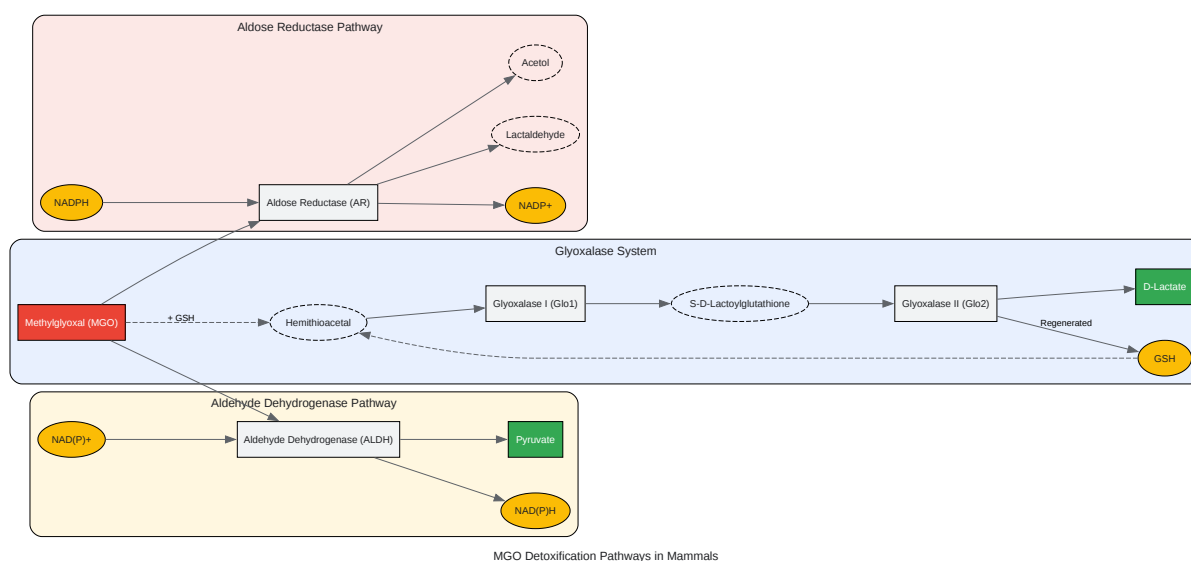 Aldose Reductase Pathway
Acetol
Lactaldehyde
NADPH
Aldose Reductase (AR)
NADP+
Glyoxalase System
Methylglyoxal (MGO)
+ GSH
Hemithioacetal
Glyoxalase I (Glo1)
S-D-Lactoylglutathione
Glyoxalase II (Glo2)
D-Lactate
Regenerated
GSH
Aldehyde Dehydrogenase Pathway
NAD(P)+
Aldehyde Dehydrogenase (ALDH)
Pyruvate
NAD(P)H
MGO Detoxification Pathways in Mammals